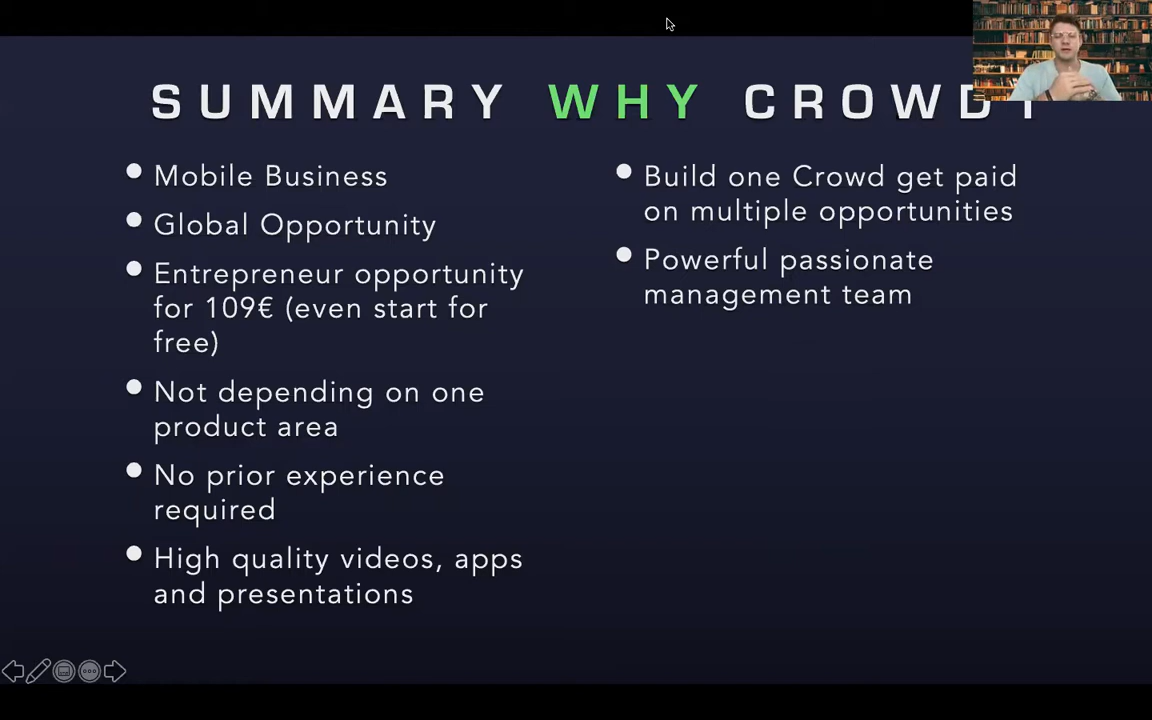 SUMMARY WHY CROWD1
Mobile Business
Global Opportunity
Entrepreneur opportunity
for 109€ (even start for
free)
Not depending on one
product area
No prior experience
required
High quality videos, apps
and presentations
Build one Crowd get paid
on multiple opportunities
Powerful passionate
management team